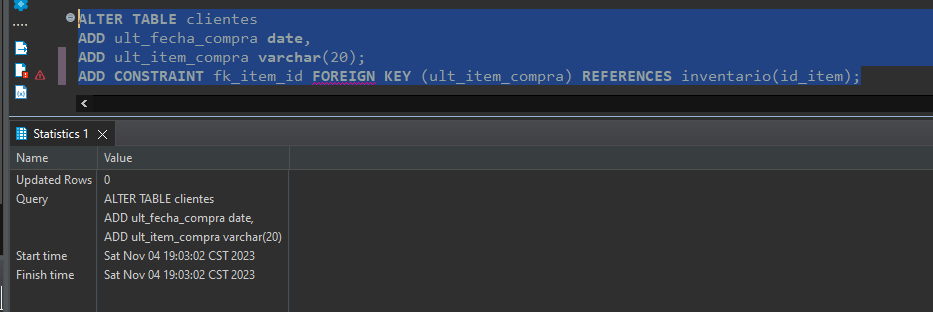 ALTER TABLE clientes
ADD ult_fecha_compra date,
ADD ult_item_compra varchar(20);
ADD CONSTRAINT fk_item_id FOREIGN KEY (ult_item_compra) REFERENCES inventario(id_item);
Statistics 1
Name Value
Updated Rows 0
Query ALTER TABLE clientes
ADD ult_fecha_compra date,
ADD ult_item_compra varchar(20)
Start time Sat Nov 04 19:03:02 CST 2023
Finish time Sat Nov 04 19:03:02 CST 2023